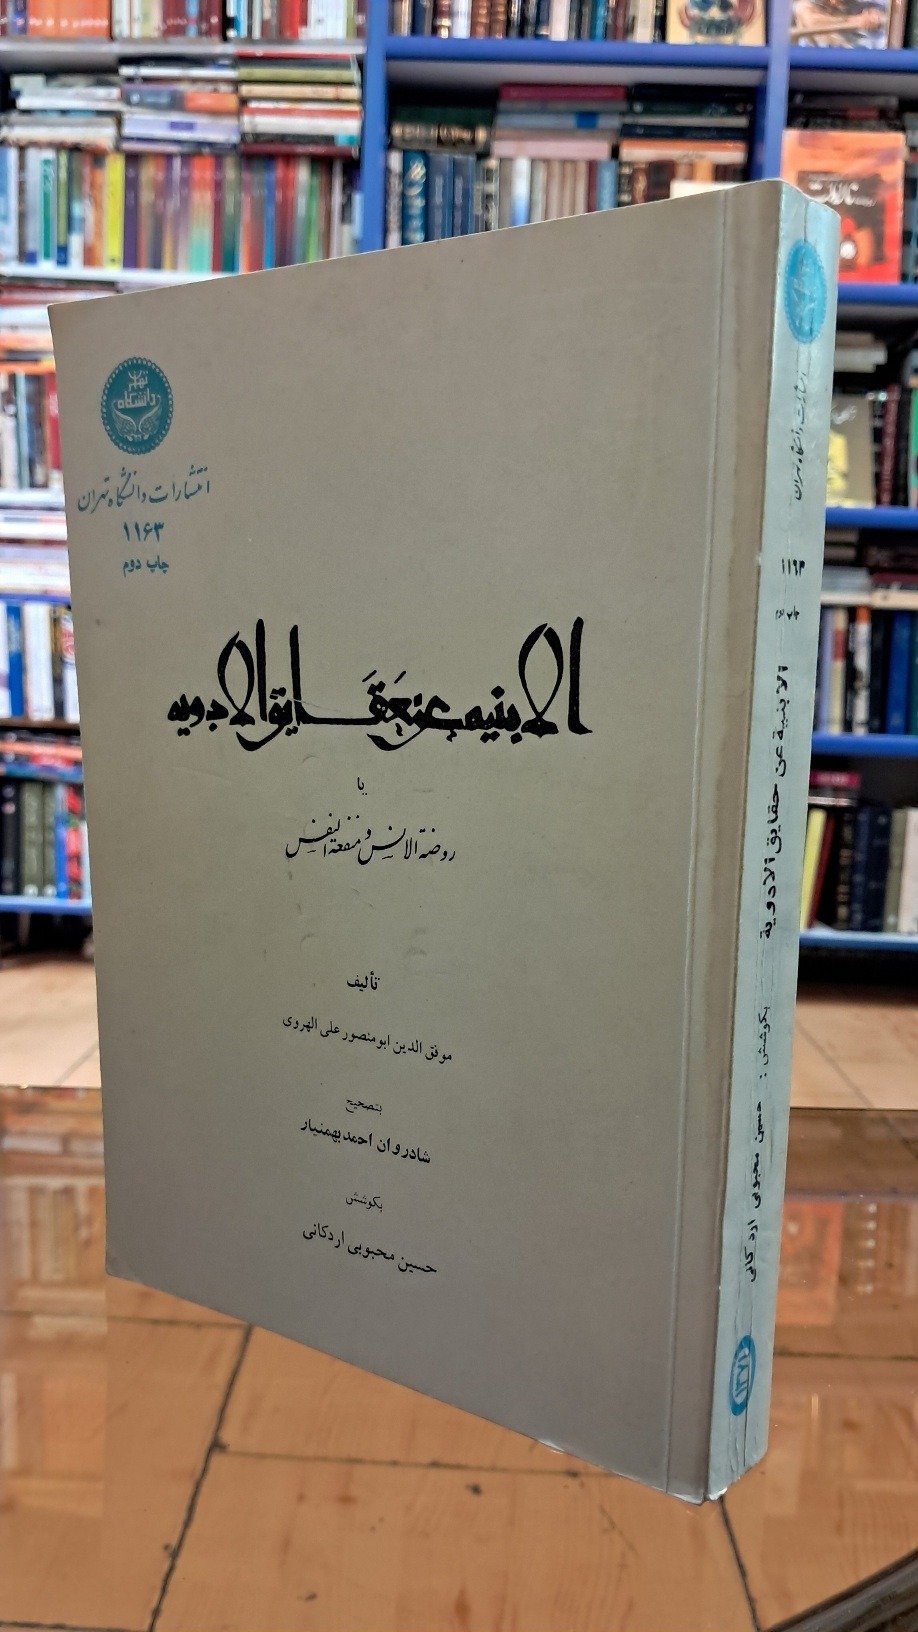 تهران
دانشگاه
انتشارات دانشگاه تهران
۱۱۶۳
چاپ دوم
الابنیه عن حقایق الادویه
یا
روضة الانس و منفعة النفس
تألیف
موفق الدین ابومنصور علی الهروی
بتصحیح
شادروان احمد بهمنیار
بکوشش
حسین محبوبی اردکانی
انتشارات دانشگاه تهران
۱۱۶۳
الابنیة عن حقایق الادویة
بکوشش : حسین محبوبی اردکانی
۱۳۷۱